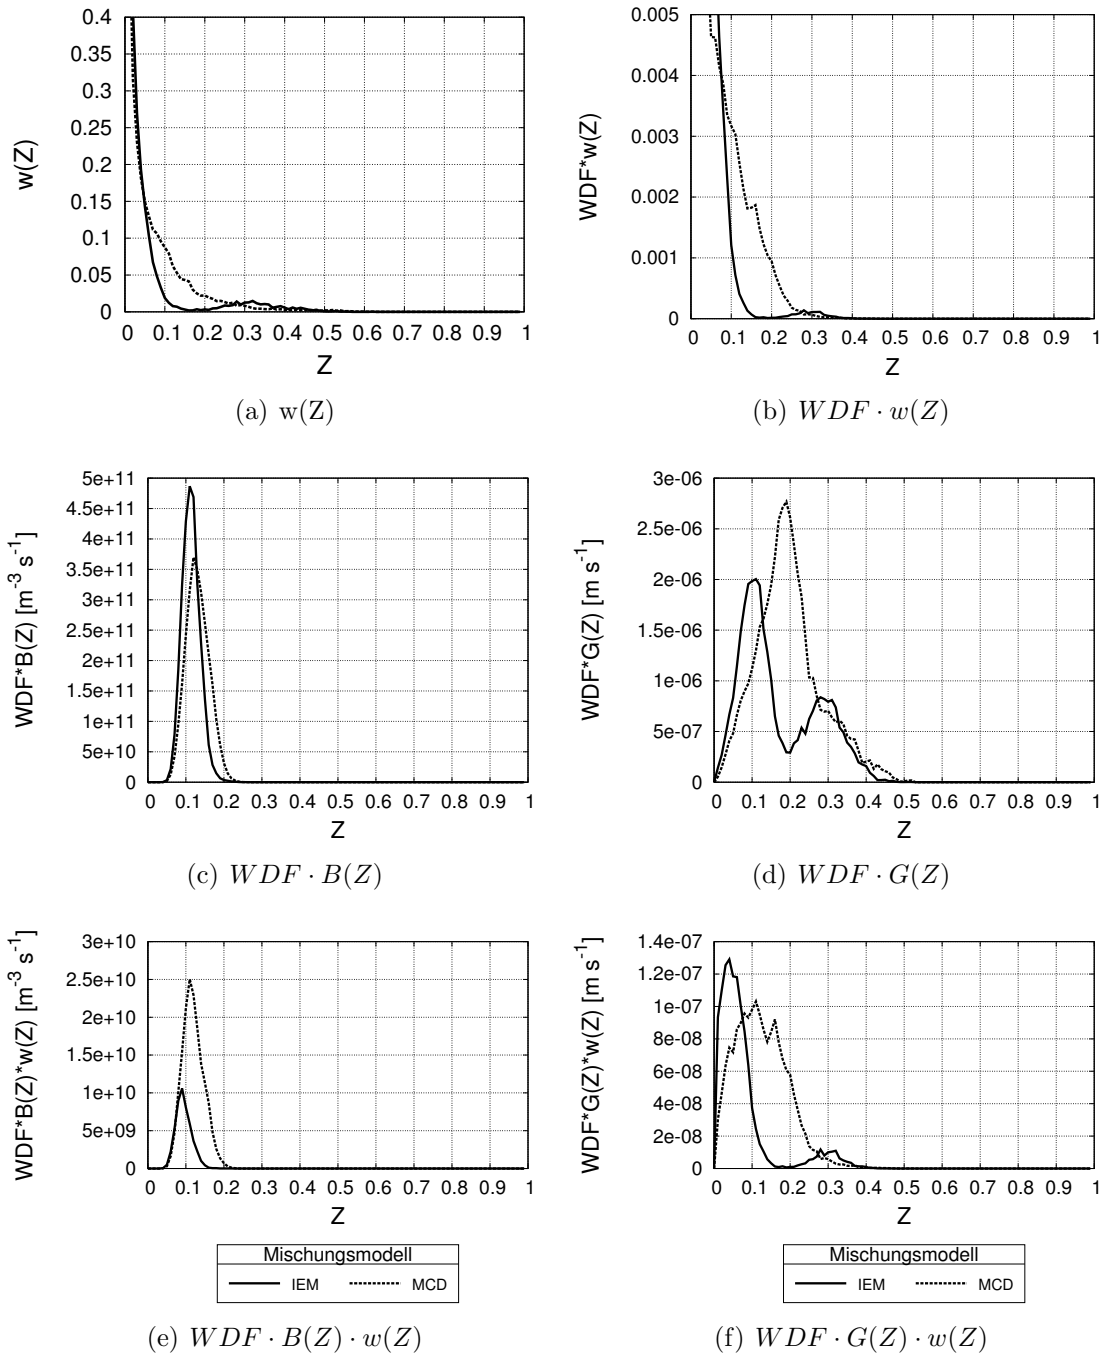 0.4
0.35
0.3
0.25
0.2
0.15
0.1
0.05
0
w(Z)
0 0.1 0.2 0.3 0.4 0.5 0.6 0.7 0.8 0.9 1
Z
(a) w(Z)
0.005
0.004
0.003
0.002
0.001
0
WDF*w(Z)
0 0.1 0.2 0.3 0.4 0.5 0.6 0.7 0.8 0.9 1
Z
(b) WDF · w(Z)
5e+11
4.5e+11
4e+11
3.5e+11
3e+11
2.5e+11
2e+11
1.5e+11
1e+11
5e+10
0
WDF*B(Z) [m-3 s-1]
0 0.1 0.2 0.3 0.4 0.5 0.6 0.7 0.8 0.9 1
Z
(c) WDF · B(Z)
3e-06
2.5e-06
2e-06
1.5e-06
1e-06
5e-07
0
WDF*G(Z) [m s-1]
0 0.1 0.2 0.3 0.4 0.5 0.6 0.7 0.8 0.9 1
Z
(d) WDF · G(Z)
3e+10
2.5e+10
2e+10
1.5e+10
1e+10
5e+09
0
WDF*B(Z)*w(Z) [m-3 s-1]
0 0.1 0.2 0.3 0.4 0.5 0.6 0.7 0.8 0.9 1
Z
Mischungsmodell
IEM MCD
(e) WDF · B(Z) · w(Z)
1.4e-07
1.2e-07
1e-07
8e-08
6e-08
4e-08
2e-08
0
WDF*G(Z)*w(Z) [m s-1]
0 0.1 0.2 0.3 0.4 0.5 0.6 0.7 0.8 0.9 1
Z
Mischungsmodell
IEM MCD
(f) WDF · G(Z) · w(Z)